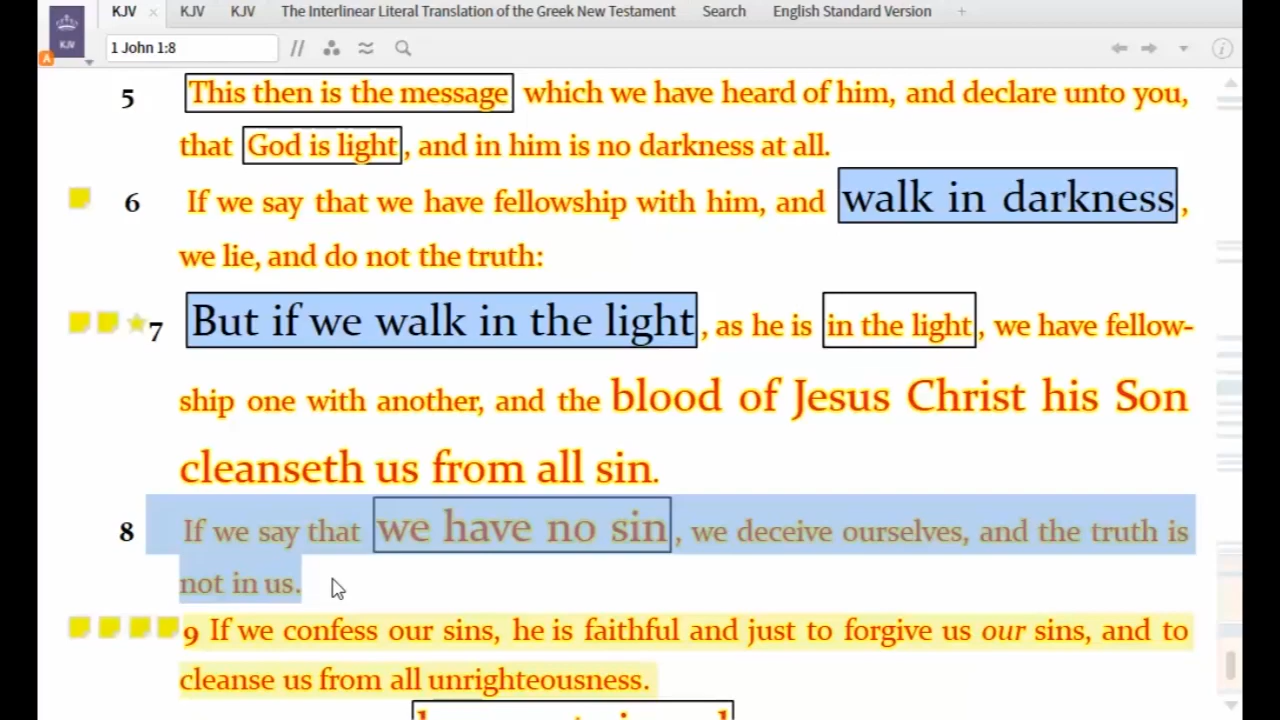 KJV × KJV KJV The Interlinear Literal Translation of the Greek New Testament Search English Standard Version +
KJV
A
1 John 1:8
5 This then is the message which we have heard of him, and declare unto you,
that God is light, and in him is no darkness at all.
6 If we say that we have fellowship with him, and walk in darkness,
we lie, and do not the truth:
7 But if we walk in the light, as he is in the light, we have fellow-
ship one with another, and the blood of Jesus Christ his Son
cleanseth us from all sin.
8 If we say that we have no sin, we deceive ourselves, and the truth is
not in us.
9 If we confess our sins, he is faithful and just to forgive us our sins, and to
cleanse us from all unrighteousness.